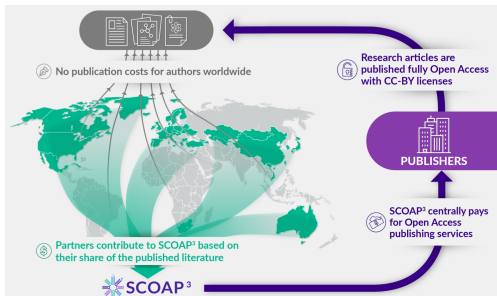 No publication costs for authors worldwide
Research articles are
published fully Open Access
with CC-BY licenses
PUBLISHERS
SCOAP³ centrally pays
for Open Access
publishing services
Partners contribute to SCOAP³ based on
their share of the published literature
SCOAP³